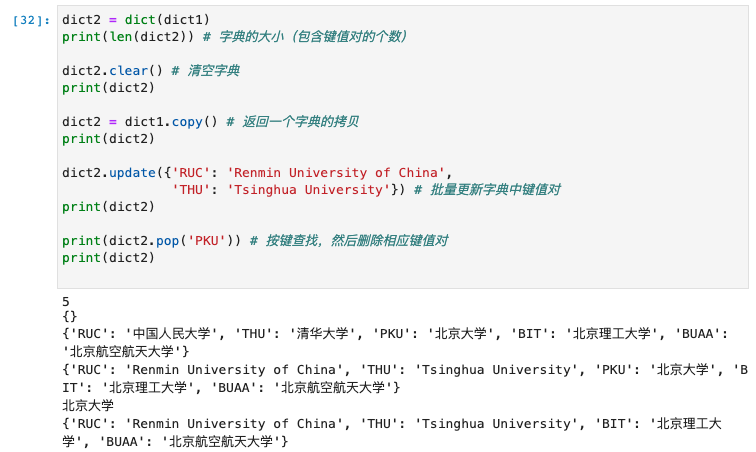 [32]: dict2 = dict(dict1)
print(len(dict2)) # 字典的大小（包含键值对的个数）
dict2.clear() # 清空字典
print(dict2)
dict2 = dict1.copy() # 返回一个字典的拷贝
print(dict2)
dict2.update({'RUC': 'Renmin University of China',
'THU': 'Tsinghua University'}) # 批量更新字典中键值对
print(dict2)
print(dict2.pop('PKU')) # 按键查找，然后删除相应键值对
print(dict2)
5
{}
{'RUC': '中国人民大学', 'THU': '清华大学', 'PKU': '北京大学', 'BIT': '北京理工大学', 'BUAA':
'北京航空航天大学'}
{'RUC': 'Renmin University of China', 'THU': 'Tsinghua University', 'PKU': '北京大学', 'B
IT': '北京理工大学', 'BUAA': '北京航空航天大学'}
北京大学
{'RUC': 'Renmin University of China', 'THU': 'Tsinghua University', 'BIT': '北京理工大
学', 'BUAA': '北京航空航天大学'}